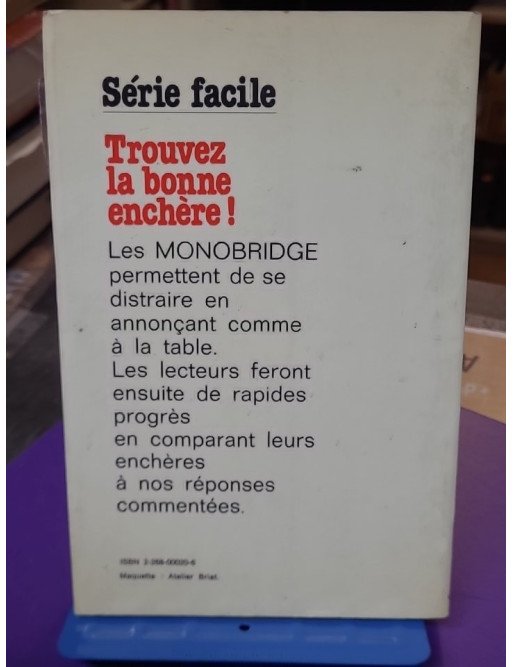 Série facile
Trouvez
la bonne
enchère !
Les MONOBRIDGE
permettent de se
distraire en
annonçant comme
à la table.
Les lecteurs feront
ensuite de rapides
progrès
en comparant leurs
enchères
à nos réponses
commentées.
ISBN
Maquette : Atelier Briat.